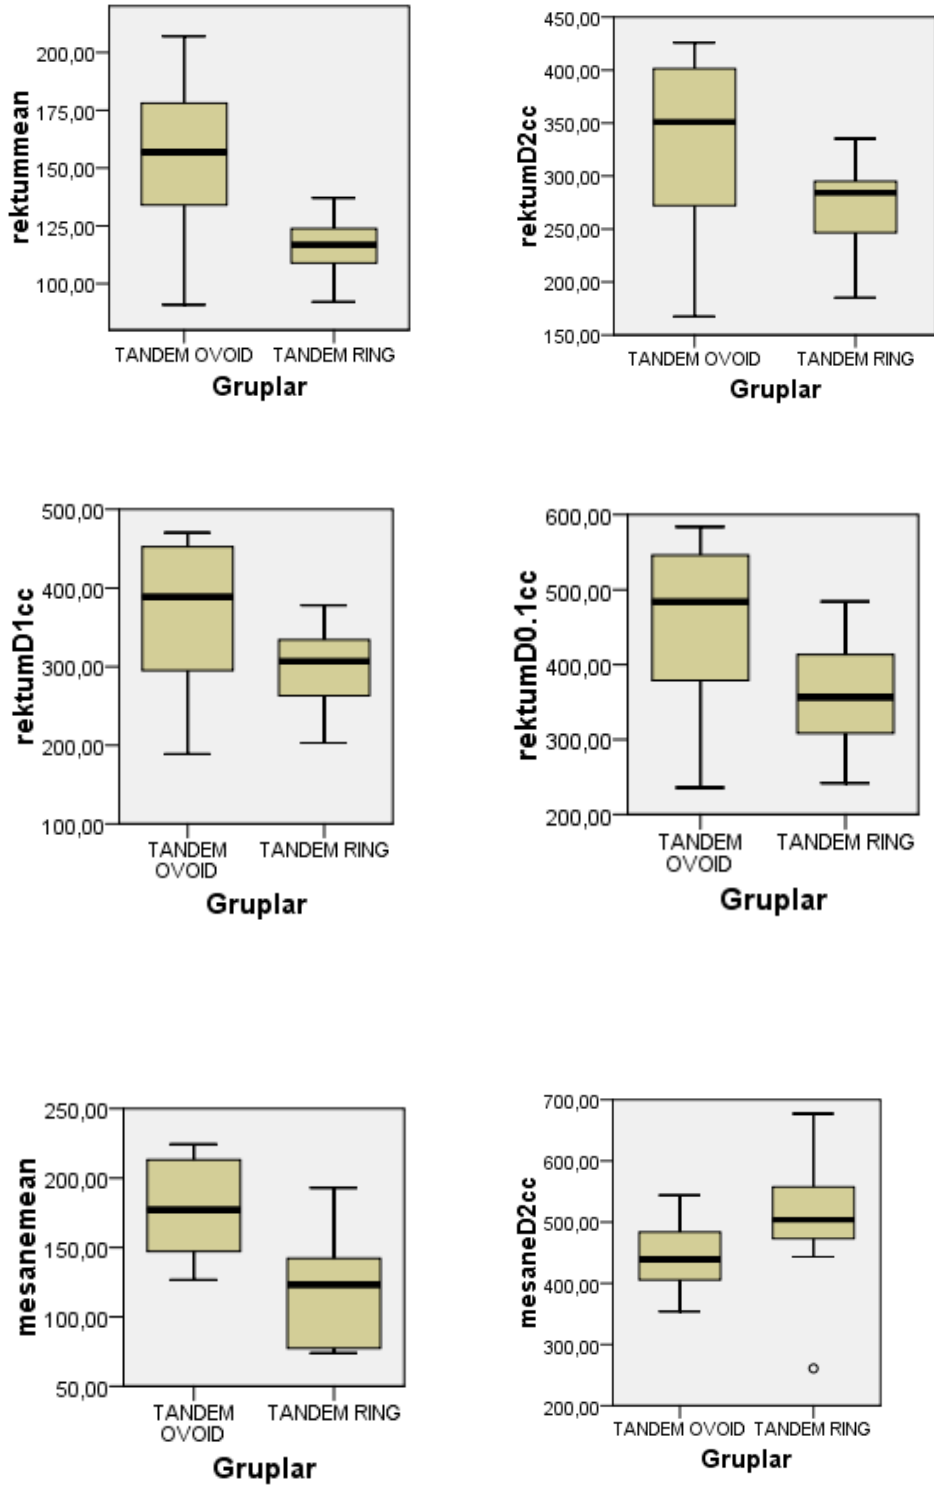 rektummean
200,00
175,00
150,00
125,00
100,00
TANDEM OVOID TANDEM RING
Gruplar
rektumD2cc
450,00
400,00
350,00
300,00
250,00
200,00
150,00
TANDEM OVOID TANDEM RING
Gruplar
rektumD1cc
500,00
400,00
300,00
200,00
100,00
TANDEM OVOID TANDEM RING
Gruplar
rektumD0.1cc
600,00
500,00
400,00
300,00
200,00
TANDEM OVOID TANDEM RING
Gruplar
mesanemean
250,00
200,00
150,00
100,00
50,00
TANDEM OVOID TANDEM RING
Gruplar
mesaneD2cc
700,00
600,00
500,00
400,00
300,00
200,00
TANDEM OVOID TANDEM RING
Gruplar